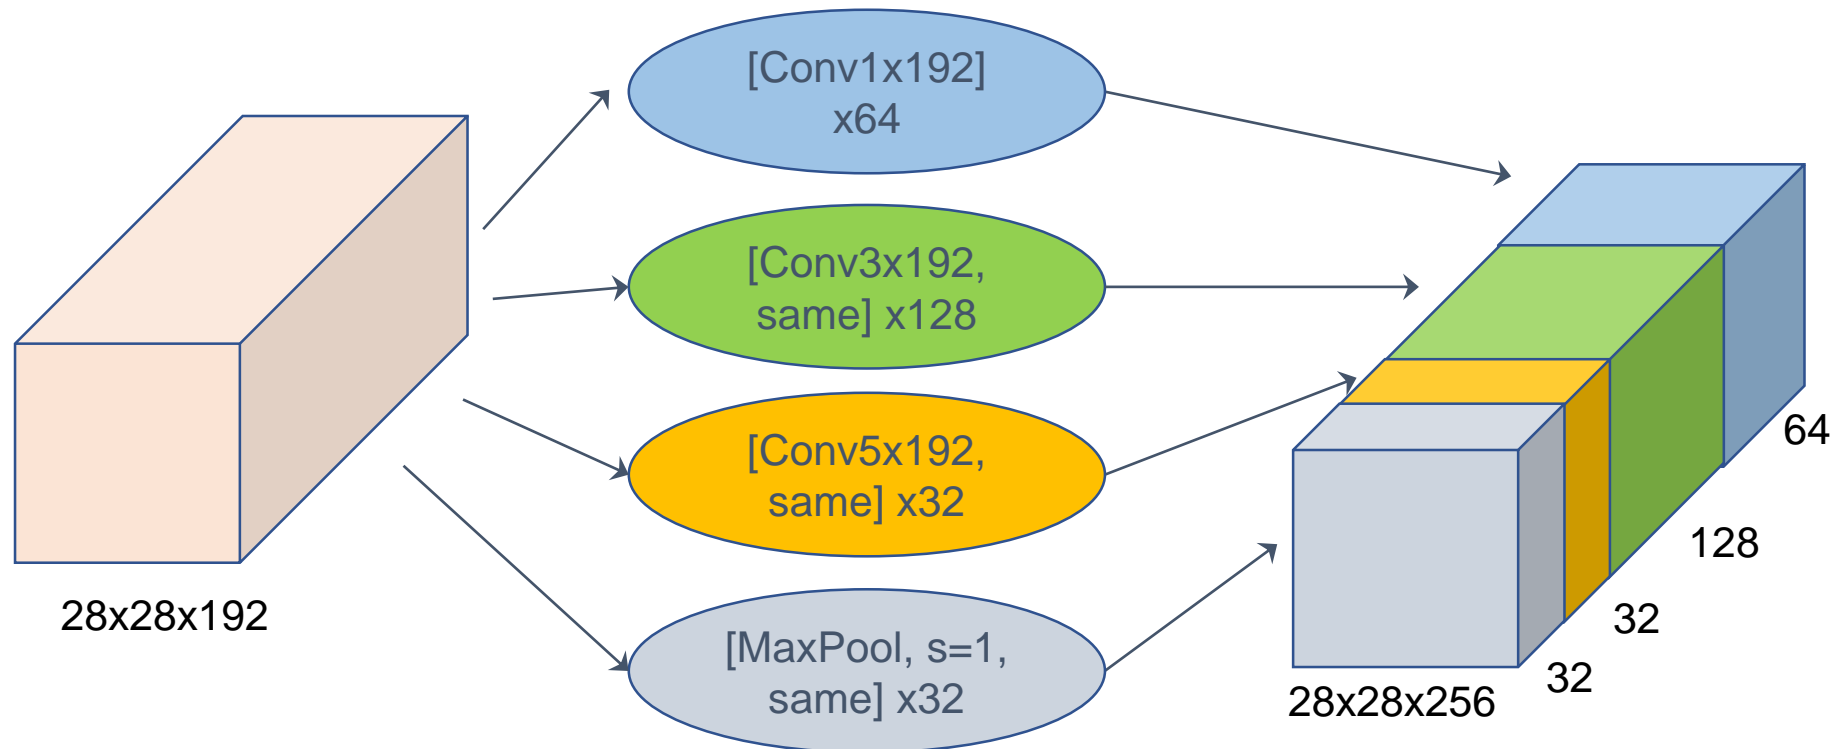 [Conv1x192]
x64
[Conv3x192,
same] x128
[Conv5x192,
same] x32
[MaxPool, s=1,
same] x32
28x28x192
64
128
32
32
28x28x256